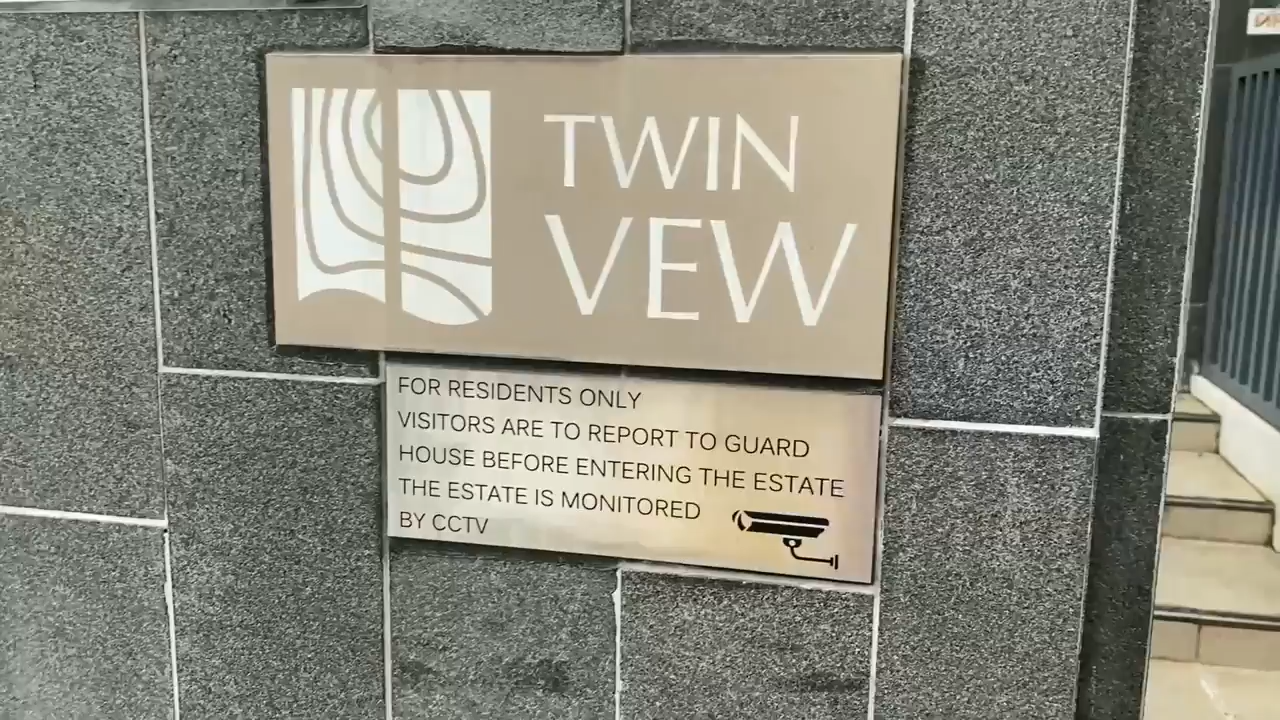 TWIN
VEW
FOR RESIDENTS ONLY
VISITORS ARE TO REPORT TO GUARD
HOUSE BEFORE ENTERING THE ESTATE
THE ESTATE IS MONITORED
BY CCTV